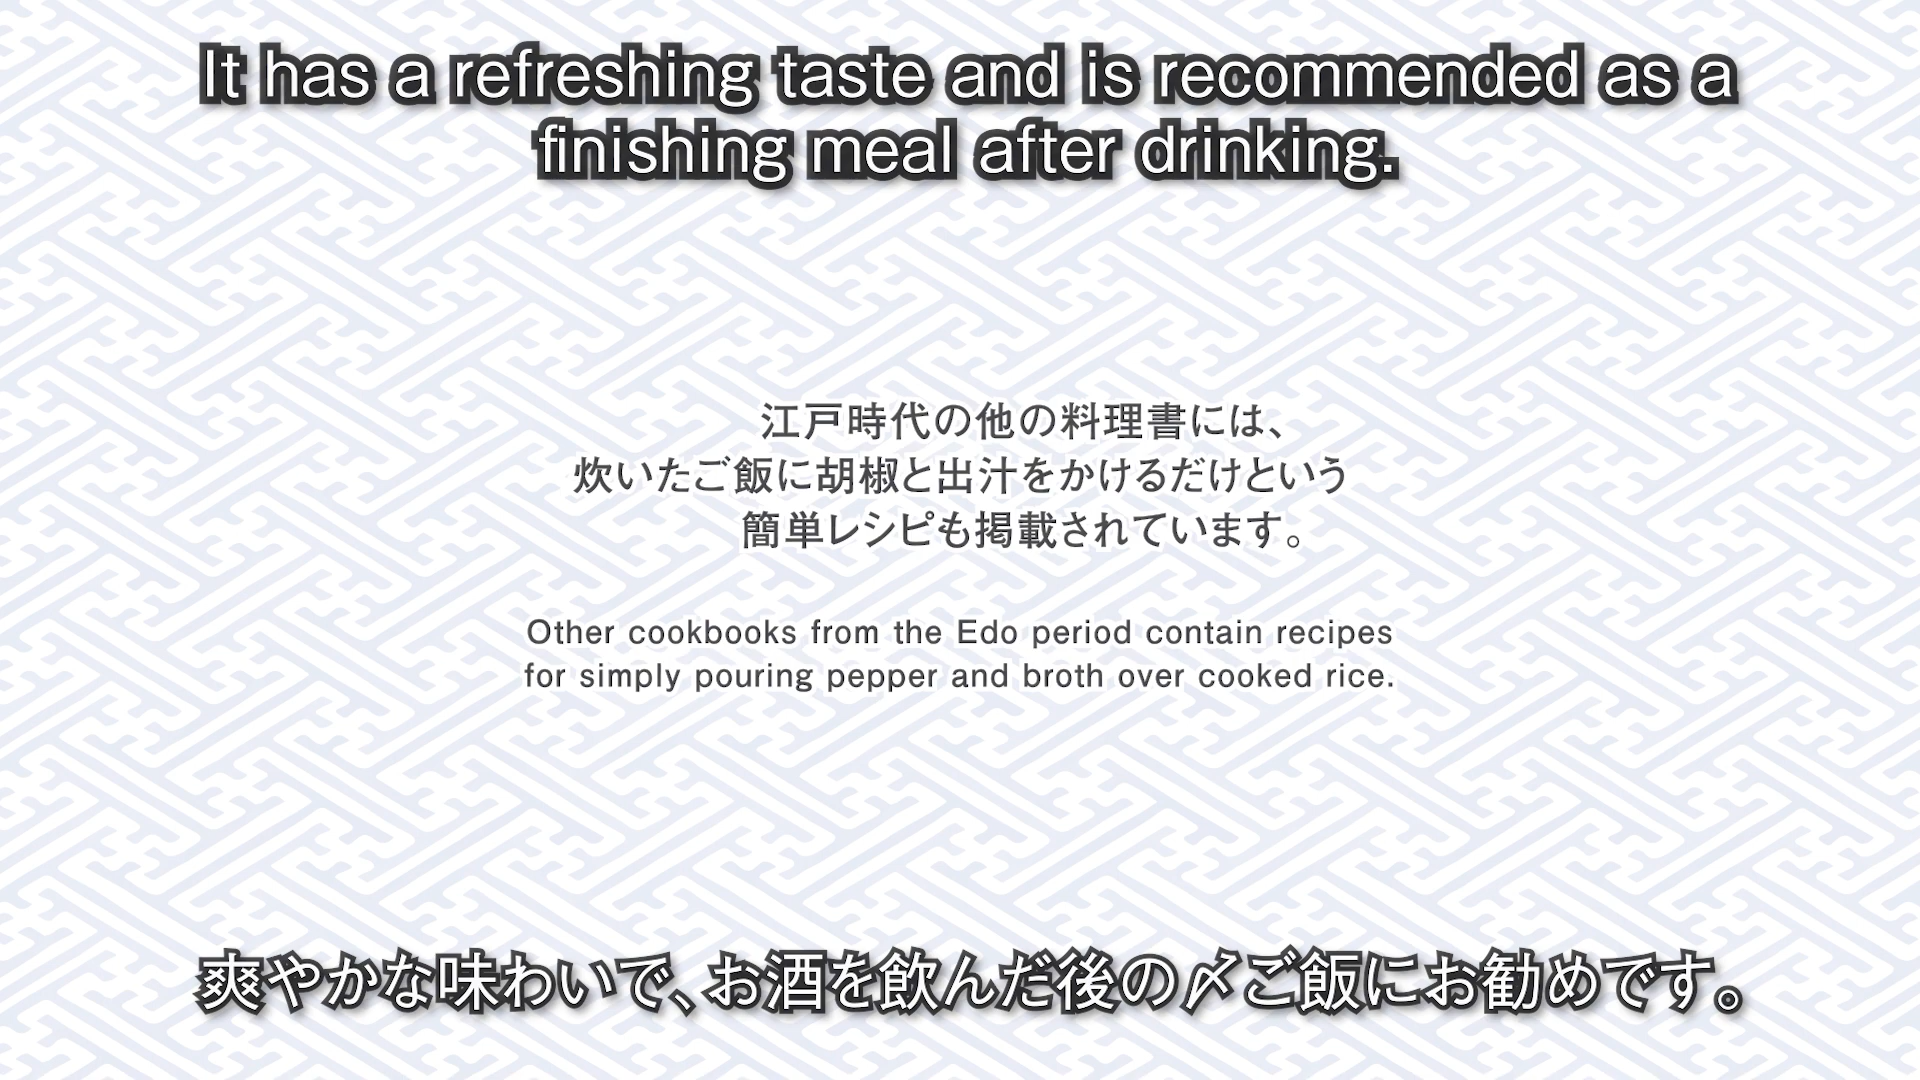 It has a refreshing taste and is recommended as a
finishing meal after drinking.
江戸時代の他の料理書には、
炊いたご飯に胡椒と出汁をかけるだけという
簡単レシピも掲載されています。
Other cookbooks from the Edo period contain recipes
for simply pouring pepper and broth over cooked rice.
爽やかな味わいで、お酒を飲んだ後の〆ご飯にお勧めです。